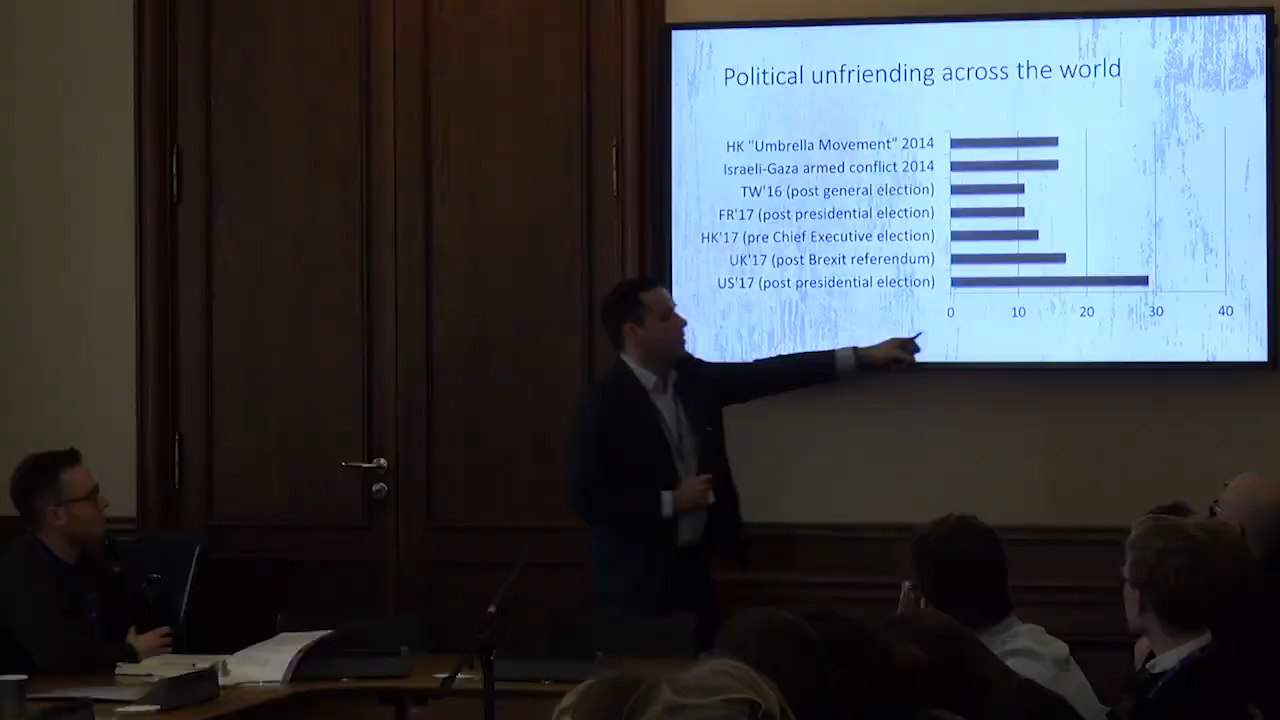 Political unfriending across the world
HK "Umbrella Movement" 2014
Israeli-Gaza armed conflict 2014
TW'16 (post general election)
FR'17 (post presidential election)
HK'17 (pre Chief Executive election)
UK'17 (post Brexit referendum)
US'17 (post presidential election)
0 10 20 30 40